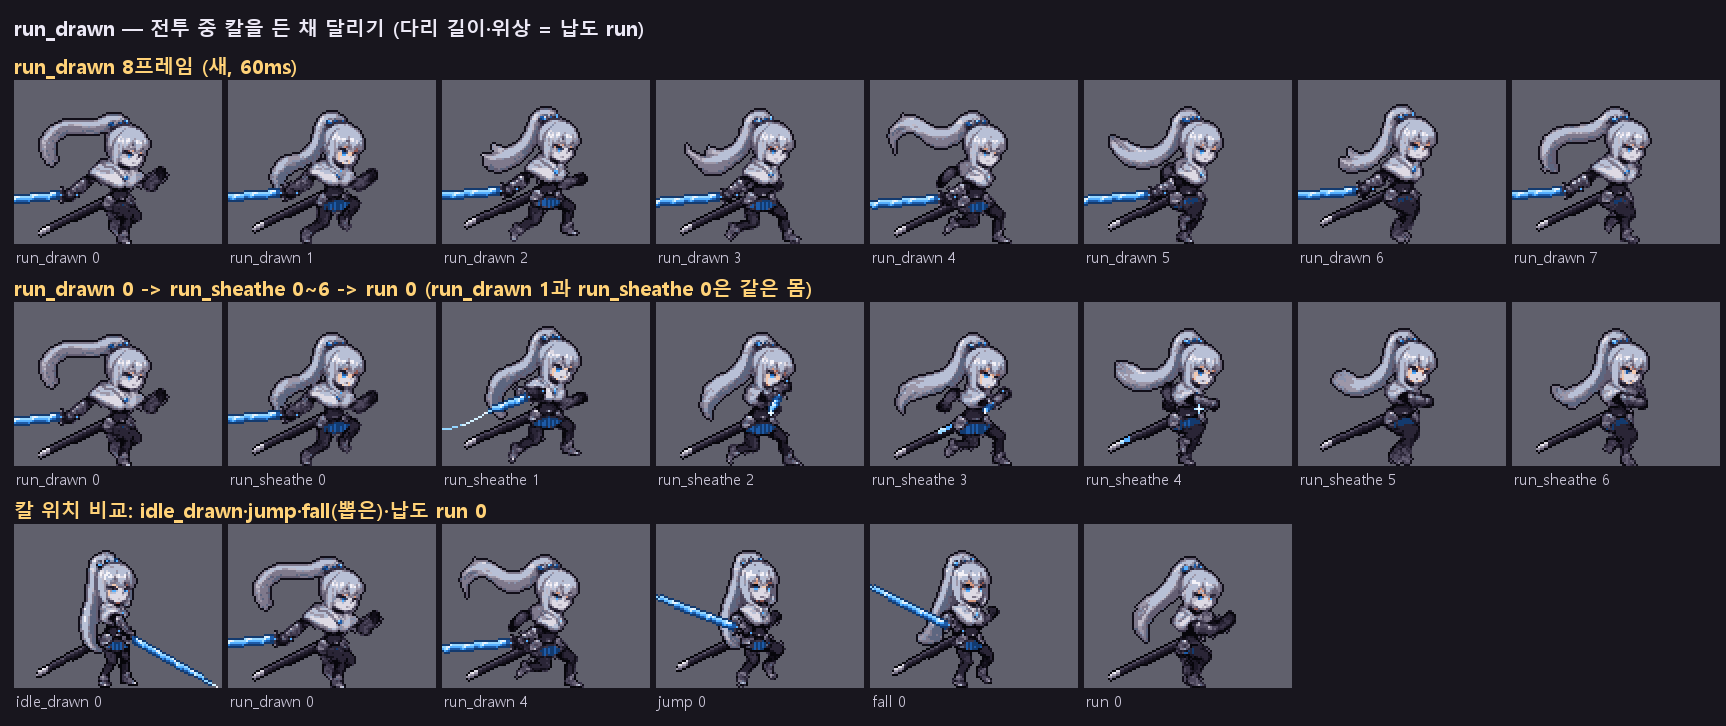 run_drawn — 전투 중 칼을 든 채 달리기 (다리 길이·위상 = 납도 run)
run_drawn 8프레임 (새, 60ms)
run_drawn 0 run_drawn 1 run_drawn 2 run_drawn 3 run_drawn 4 run_drawn 5 run_drawn 6 run_drawn 7
run_drawn 0 -> run_sheathe 0~6 -> run 0 (run_drawn 1과 run_sheathe 0은 같은 몸)
run_drawn 0 run_sheathe 0 run_sheathe 1 run_sheathe 2 run_sheathe 3 run_sheathe 4 run_sheathe 5 run_sheathe 6
칼 위치 비교: idle_drawn·jump·fall(뽑은)·납도 run 0
idle_drawn 0 run_drawn 0 run_drawn 4 jump 0 fall 0 run 0